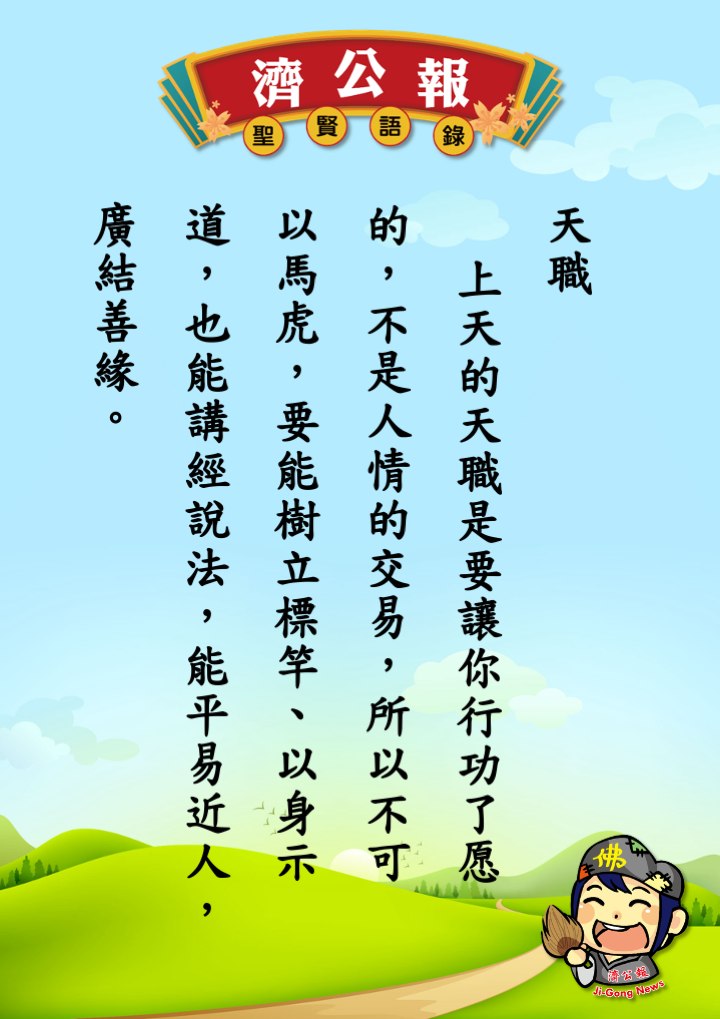 濟公報
聖賢語錄
天職
上天的天職是要讓你行功了愿
的，不是人情的交易，所以不可
以馬虎，要能樹立標竿、以身示
道，也能講經說法，能平易近人，
廣結善緣。
佛
濟公報
Ji-Gong News